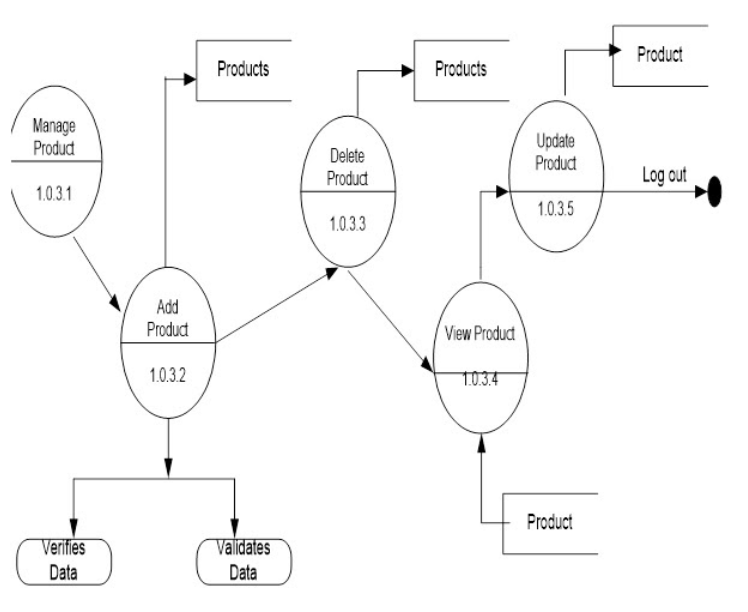 Products
Products
Product
Manage
Product
1.0.3.1
Delete
Product
1.0.3.3
Update
Product
1.0.3.5
Log out
Add
Product
1.0.3.2
View Product
1.0.3.4
Product
Verifies
Data
Validates
Data